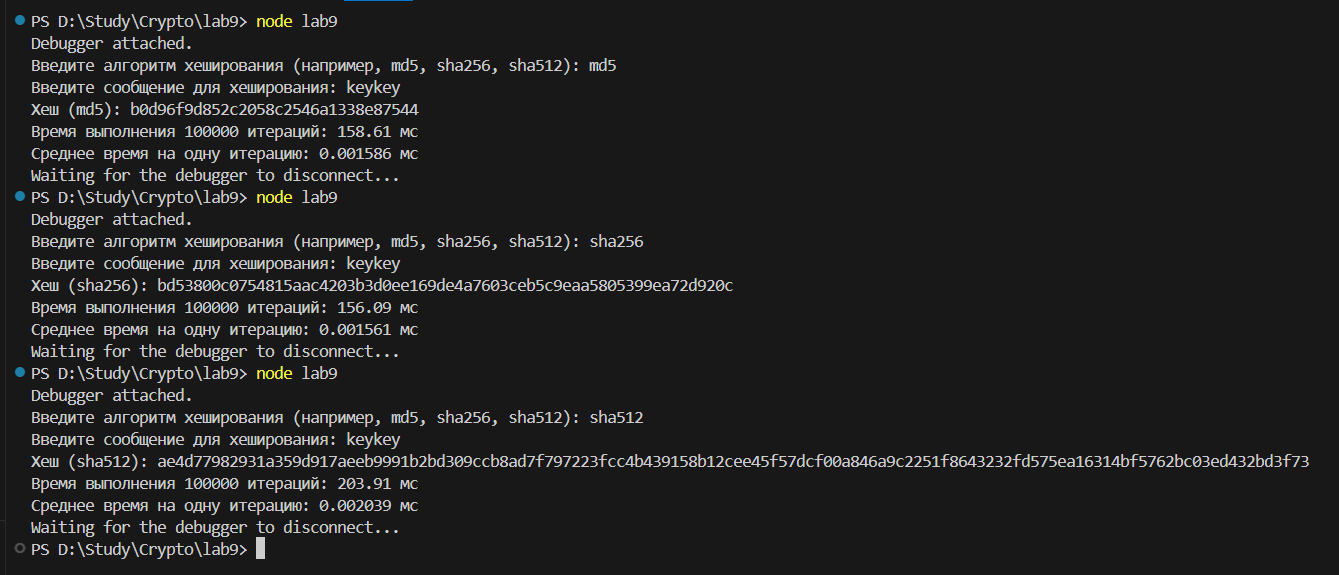 PS D:\Study\Crypto\lab9> node lab9
Debugger attached.
Введите алгоритм хеширования (например, md5, sha256, sha512): md5
Введите сообщение для хеширования: keykey
Хеш (md5): b0d96f9d852c2058c2546a1338e87544
Время выполнения 100000 итераций: 158.61 мс
Среднее время на одну итерацию: 0.001586 мс
Waiting for the debugger to disconnect...
PS D:\Study\Crypto\lab9> node lab9
Debugger attached.
Введите алгоритм хеширования (например, md5, sha256, sha512): sha256
Введите сообщение для хеширования: keykey
Хеш (sha256): bd53800c0754815aac4203b3d0ee169de4a7603ceb5c9eaa5805399ea72d920c
Время выполнения 100000 итераций: 156.09 мс
Среднее время на одну итерацию: 0.001561 мс
Waiting for the debugger to disconnect...
PS D:\Study\Crypto\lab9> node lab9
Debugger attached.
Введите алгоритм хеширования (например, md5, sha256, sha512): sha512
Введите сообщение для хеширования: keykey
Хеш (sha512): ae4d77982931a359d917aeeb9991b2bd309ccb8ad7f797223fcc4b439158b12cee45f57dcf00a846a9c2251f8643232fd575ea16314bf5762bc03ed432bd3f73
Время выполнения 100000 итераций: 203.91 мс
Среднее время на одну итерацию: 0.002039 мс
Waiting for the debugger to disconnect...
PS D:\Study\Crypto\lab9>